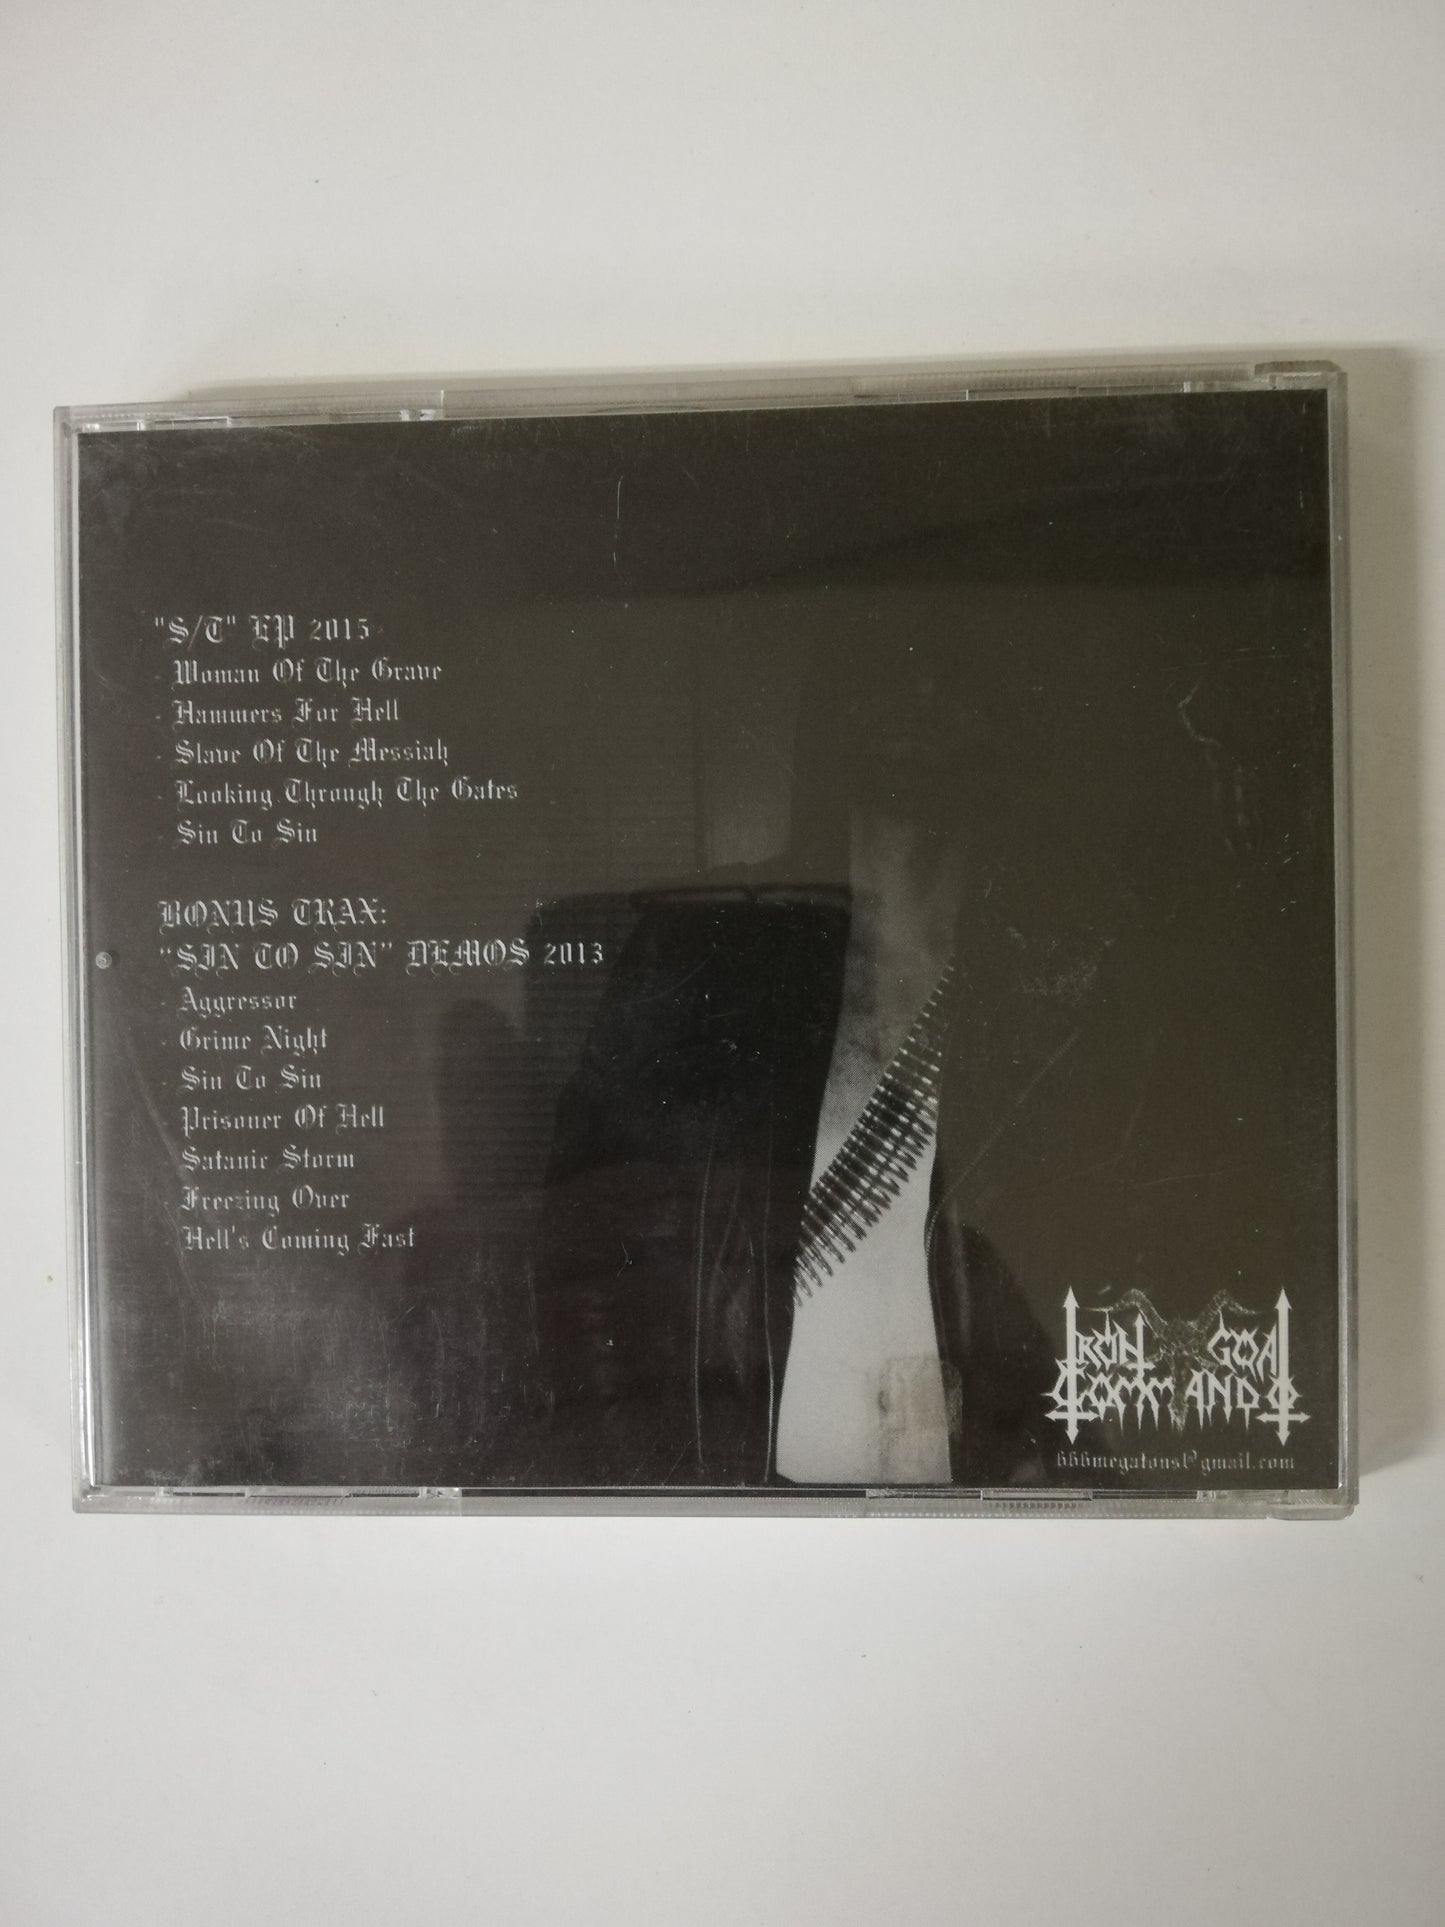 "S/T" EP 2015
- Woman Of The Grave
- Hammers For Hell
- Slave Of The Messiah
- Looking Through The Gates
- Sin To Sin
BONUS TRAX:
"SIN TO SIN" DEMOS 2013
- Aggressor
- Grime Night
- Sin To Sin
- Prisoner Of Hell
- Satanic Storm
- Freezing Over
- Hell's Coming Fast
IRON GOAT
COMMANDO
666megatons@gmail.com